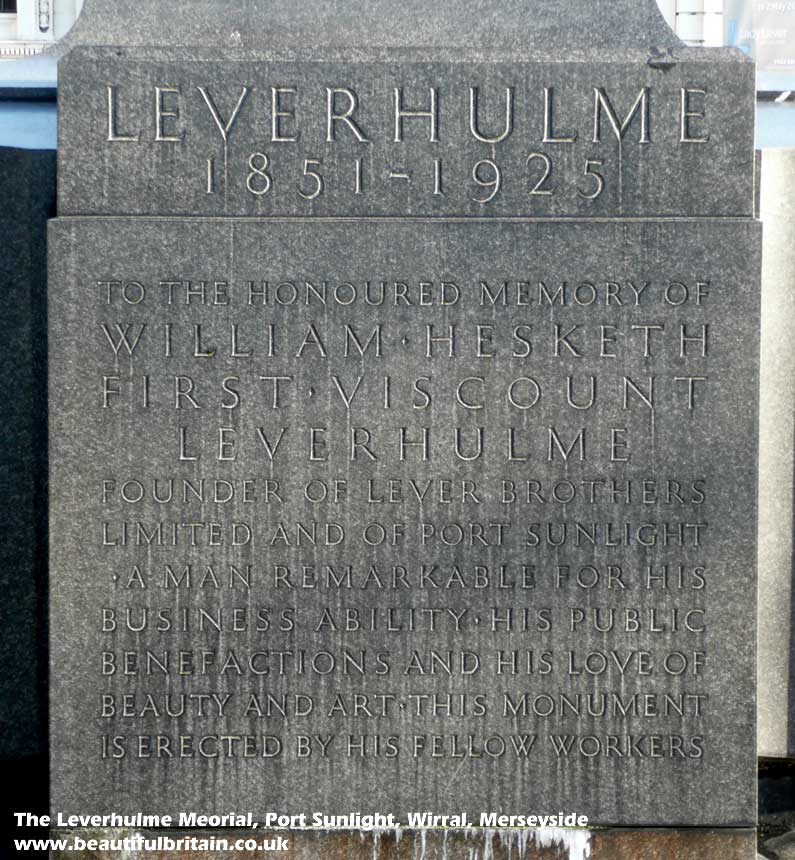 LEVERHULME
1851-1925
TO THE HONOURED MEMORY OF
WILLIAM · HESKETH
FIRST · VISCOUNT
LEVERHULME
FOUNDER OF LEVER BROTHERS
LIMITED AND OF PORT SUNLIGHT
· A MAN REMARKABLE FOR HIS
BUSINESS ABILITY · HIS PUBLIC
BENEFACTIONS AND HIS LOVE OF
BEAUTY AND ART · THIS MONUMENT
IS ERECTED BY HIS FELLOW WORKERS
The Leverhulme Meorial, Port Sunlight, Wirral, Merseyside
www.beautifulbritain.co.uk